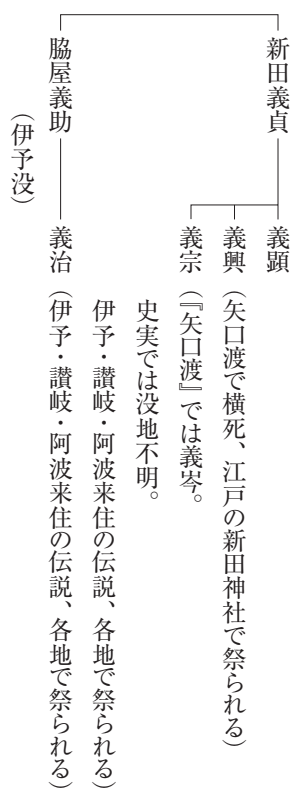 新田義貞
義顕
義興（矢口渡で横死、江戸の新田神社で祭られる）
義宗（『矢口渡』では義岑。
史実では没地不明。
伊予・讃岐・阿波来住の伝説、各地で祭られる）
脇屋義助
（伊予没）
義治（伊予・讃岐・阿波来住の伝説、各地で祭られる）